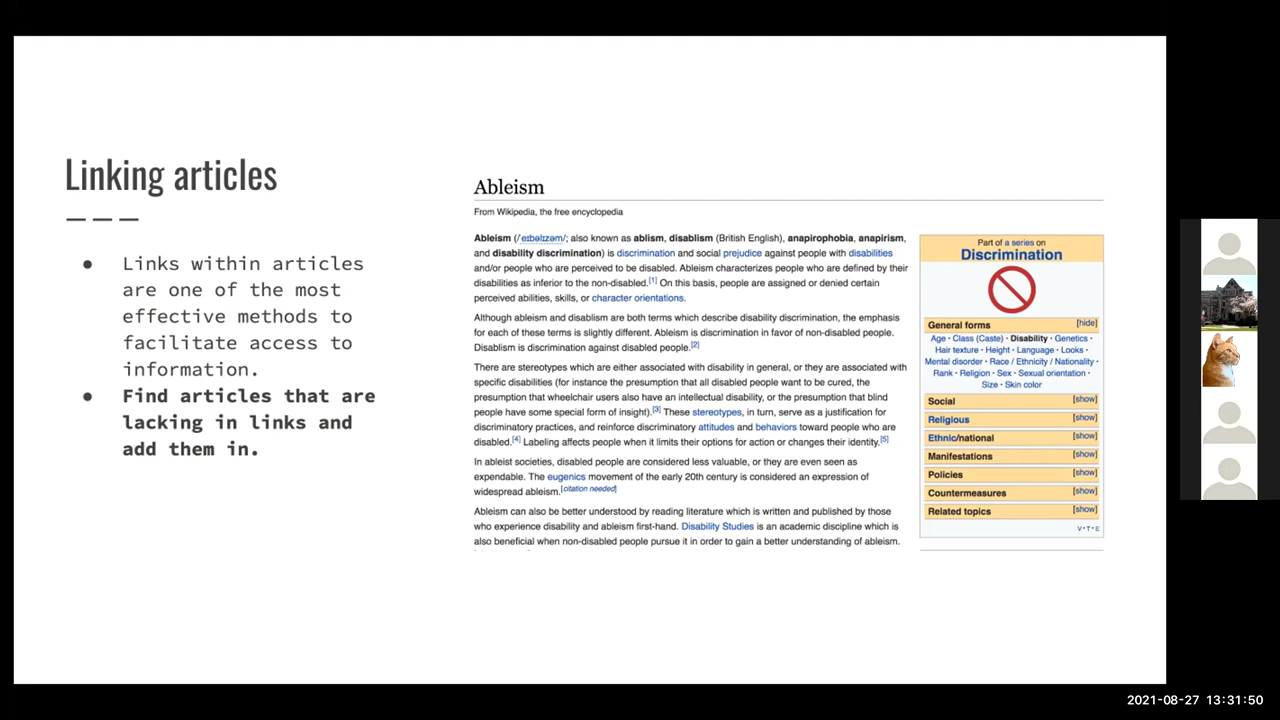 Linking articles
● Links within articles
are one of the most
effective methods to
facilitate access to
information.
● Find articles that are
lacking in links and
add them in.
Ableism
From Wikipedia, the free encyclopedia
Ableism (/ˈeɪbəlɪzəm/; also known as ablism, disablism (British English), anapirophobia, anapirism,
and disability discrimination) is discrimination and social prejudice against people with disabilities
and/or people who are perceived to be disabled. Ableism characterizes people who are defined by their
disabilities as inferior to the non-disabled.[1] On this basis, people are assigned or denied certain
perceived abilities, skills, or character orientations.
Although ableism and disablism are both terms which describe disability discrimination, the emphasis
for each of these terms is slightly different. Ableism is discrimination in favor of non-disabled people.
Disablism is discrimination against disabled people.[2]
There are stereotypes which are either associated with disability in general, or they are associated with
specific disabilities (for instance the presumption that all disabled people want to be cured, the
presumption that wheelchair users also have an intellectual disability, or the presumption that blind
people have some special form of insight).[3] These stereotypes, in turn, serve as a justification for
discriminatory practices, and reinforce discriminatory attitudes and behaviors toward people who are
disabled.[4] Labeling affects people when it limits their options for action or changes their identity.[5]
In ableist societies, disabled people are considered less valuable, or they are even seen as
expendable. The eugenics movement of the early 20th century is considered an expression of
widespread ableism.[citation needed]
Ableism can also be better understood by reading literature which is written and published by those
who experience disability and ableism first-hand. Disability Studies is an academic discipline which is
also beneficial when non-disabled people pursue it in order to gain a better understanding of ableism.
Part of a series on
Discrimination
General forms [hide]
Age · Class (Caste) · Disability · Genetics ·
Hair texture · Height · Language · Looks ·
Mental disorder · Race / Ethnicity / Nationality ·
Rank · Religion · Sex · Sexual orientation ·
Size · Skin color
Social [show]
Religious [show]
Ethnic/national [show]
Manifestations [show]
Policies [show]
Countermeasures [show]
Related topics [show]
V·T·E
2021-08-27 13:31:50